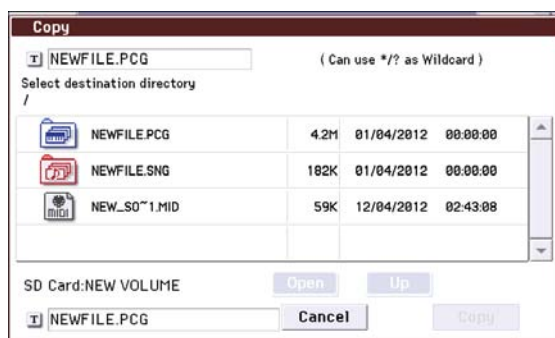 Copy
T NEWFILE.PCG ( Can use */? as Wildcard )
Select destination directory
/
NEWFILE.PCG 4.2M 01/04/2012 00:00:00
NEWFILE.SNG 182K 01/04/2012 00:00:00
MIDI NEW_SO~1.MID 59K 12/04/2012 02:43:08
SD Card:NEW VOLUME Open Up
T NEWFILE.PCG Cancel Copy